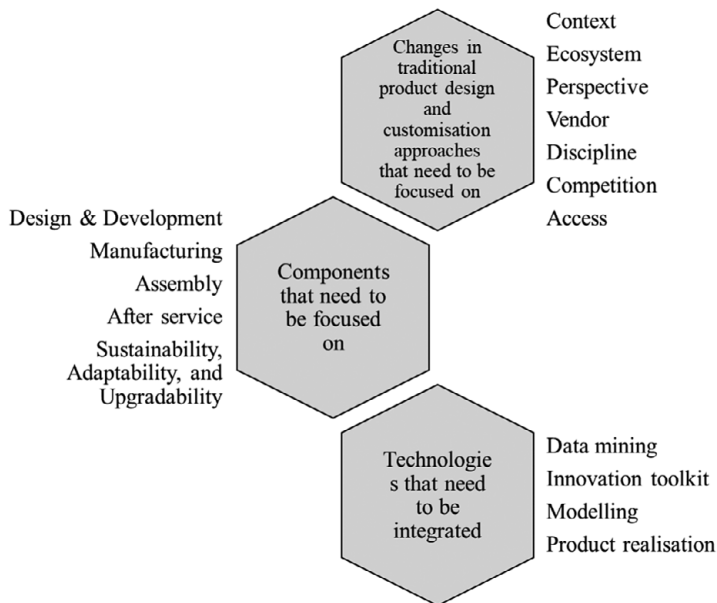 Changes in
traditional
product design
and
customisation
approaches
that need to be
focused on
Context
Ecosystem
Perspective
Vendor
Discipline
Competition
Access
Design & Development
Manufacturing
Assembly
After service
Sustainability,
Adaptability, and
Upgradability
Components
that need to
be focused
on
Technologie
s that need
to be
integrated
Data mining
Innovation toolkit
Modelling
Product realisation